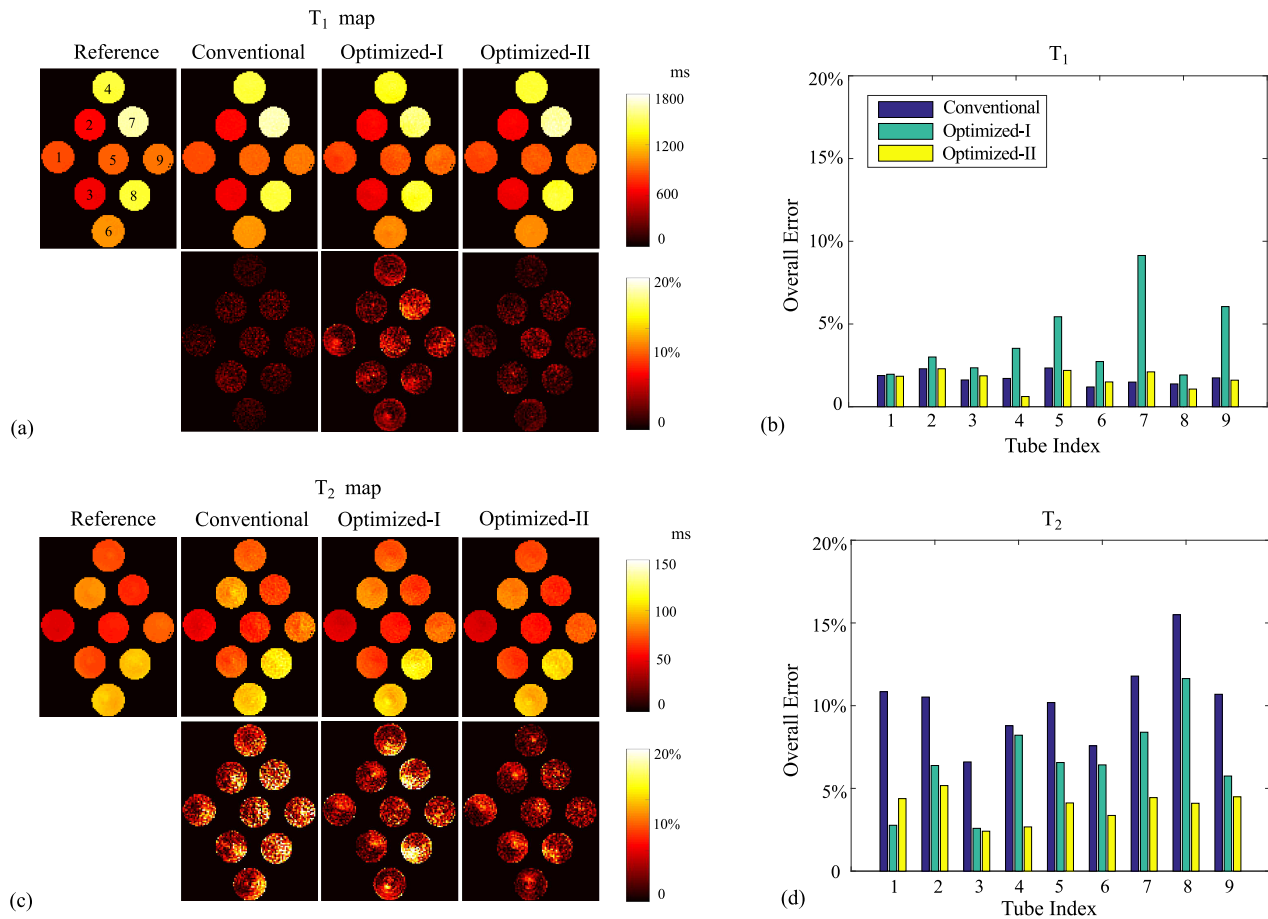 T1 map
Reference Conventional Optimized-I Optimized-II
ms
4
2
7
1
5
9
3
8
6
1800
1200
600
0
20%
10%
0
(a)
T1
20%
15%
10%
5%
0
Overall Error
Conventional
Optimized-I
Optimized-II
1 2 3 4 5 6 7 8 9
Tube Index
(b)
T2 map
Reference Conventional Optimized-I Optimized-II
ms
150
100
50
0
20%
10%
0
(c)
T2
20%
15%
10%
5%
0
Overall Error
1 2 3 4 5 6 7 8 9
Tube Index
(d)